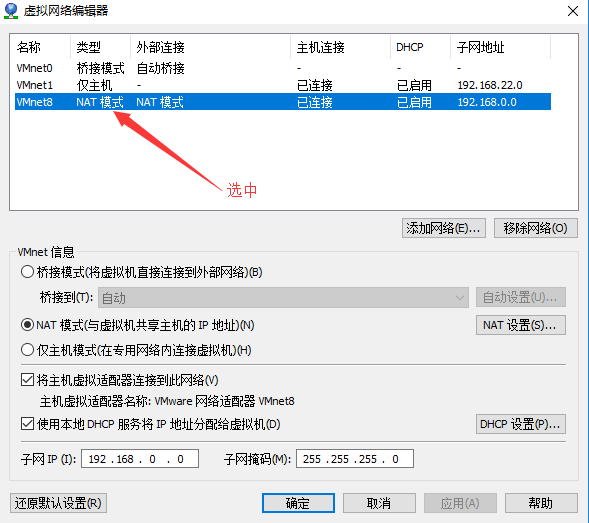 虚拟网络编辑器
名称 类型 外部连接 主机连接 DHCP 子网地址
VMnet0 桥接模式 自动桥接 - - -
VMnet1 仅主机 - 已连接 已启用 192.168.22.0
VMnet8 NAT 模式 NAT 模式 已连接 已启用 192.168.0.0
选中
添加网络(E)... 移除网络(O)
VMnet 信息
桥接模式(将虚拟机直接连接到外部网络)(B)
桥接到(T): 自动 自动设置(U)...
NAT 模式(与虚拟机共享主机的 IP 地址)(N) NAT 设置(S)...
仅主机模式(在专用网络内连接虚拟机)(H)
将主机虚拟适配器连接到此网络(V)
主机虚拟适配器名称: VMware 网络适配器 VMnet8
使用本地 DHCP 服务将 IP 地址分配给虚拟机(D) DHCP 设置(P)...
子网 IP (I): 192 .168 . 0 . 0 子网掩码(M): 255 .255 .255 . 0
还原默认设置(R) 确定 取消 应用(A) 帮助